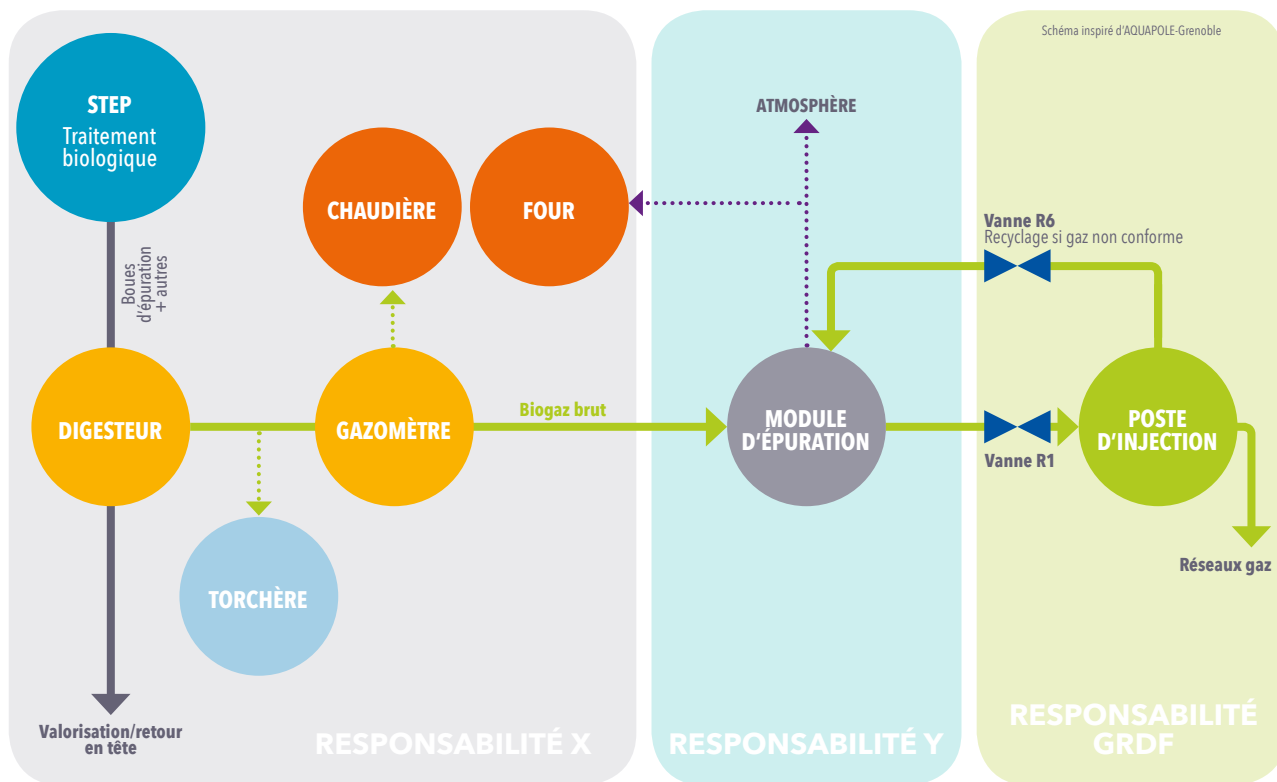 Schéma inspiré d'AQUAPOLE-Grenoble
STEP
Traitement
biologique
ATMOSPHÈRE
CHAUDIÈRE
FOUR
Vanne R6
Recyclage si gaz non conforme
Boues
d'épuration
+ autres
DIGESTEUR
GAZOMÈTRE
Biogaz brut
MODULE
D'ÉPURATION
Vanne R1
POSTE
D'INJECTION
Réseaux gaz
TORCHÈRE
Valorisation/retour
en tête
RESPONSABILITÉ X
RESPONSABILITÉ Y
RESPONSABILITÉ
GRDF